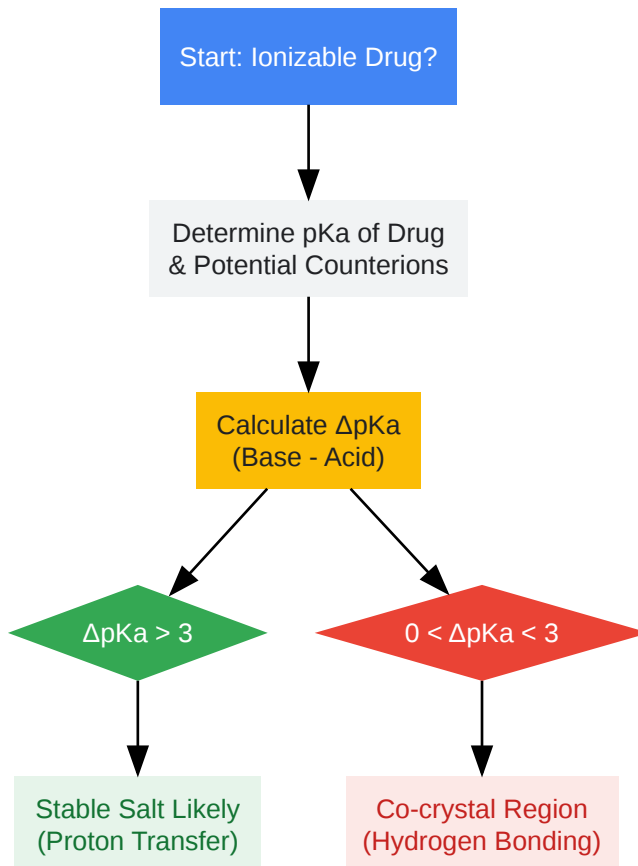 Start: Ionizable Drug?
Determine pKa of Drug
& Potential Counterions
Calculate ΔpKa
(Base - Acid)
ΔpKa > 3
0 < ΔpKa < 3
Stable Salt Likely
(Proton Transfer)
Co-crystal Region
(Hydrogen Bonding)